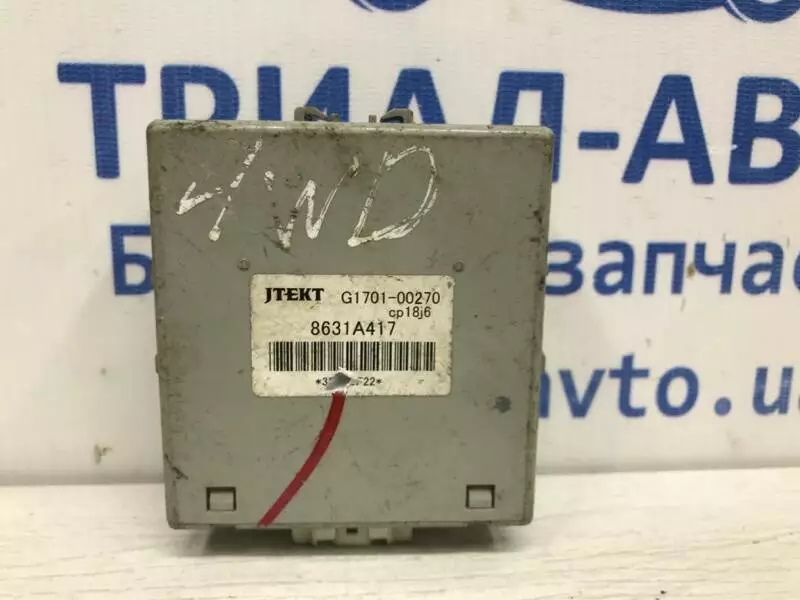 ТРИАЛ-АВ
запчас
avto.u
4WD
JTEKT G1701-00270
cp18j6
8631A417